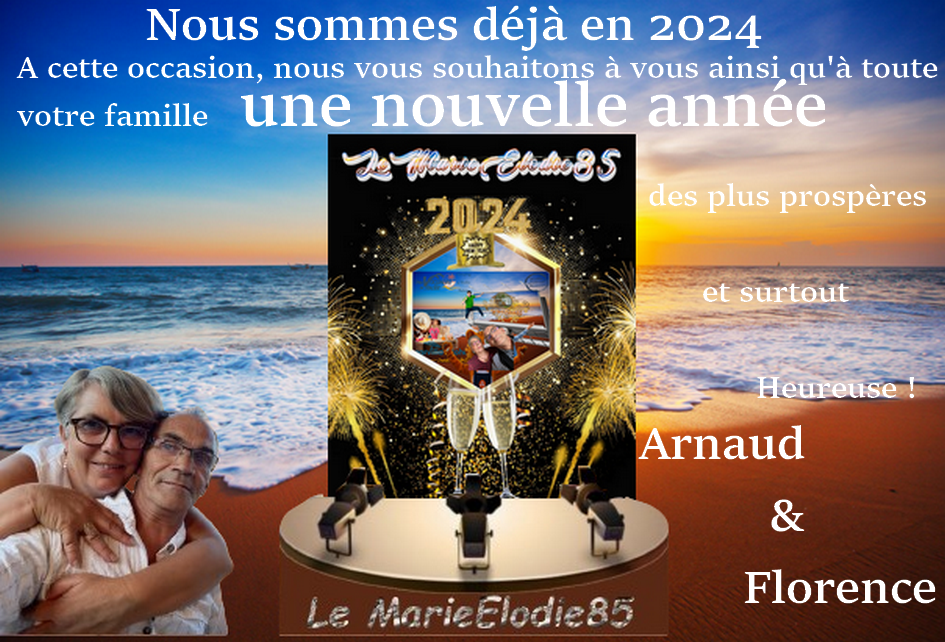 Nous sommes déjà en 2024
A cette occasion, nous vous souhaitons à vous ainsi qu'à toute
votre famille une nouvelle année
Le MarieElodie85
2024
des plus prospères
et surtout
Heureuse !
Arnaud
&
Florence
Le MarieElodie85